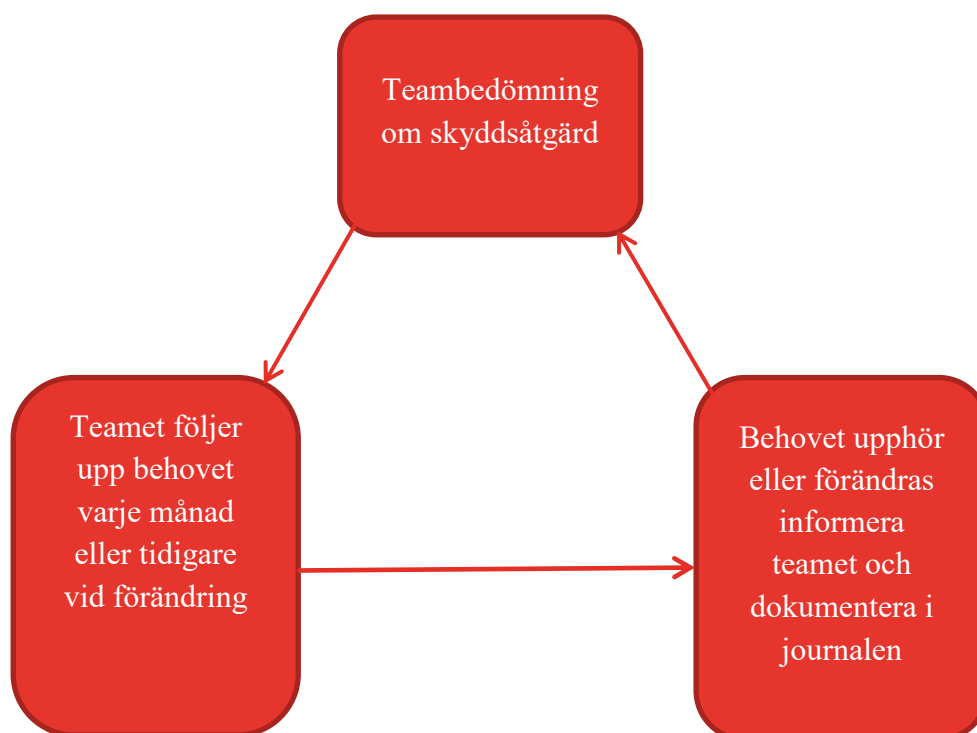 Teambedömning
om skyddsåtgärd
Teamet följer
upp behovet
varje månad
eller tidigare
vid förändring
Behovet upphör
eller förändras
informera
teamet och
dokumentera i
journalen